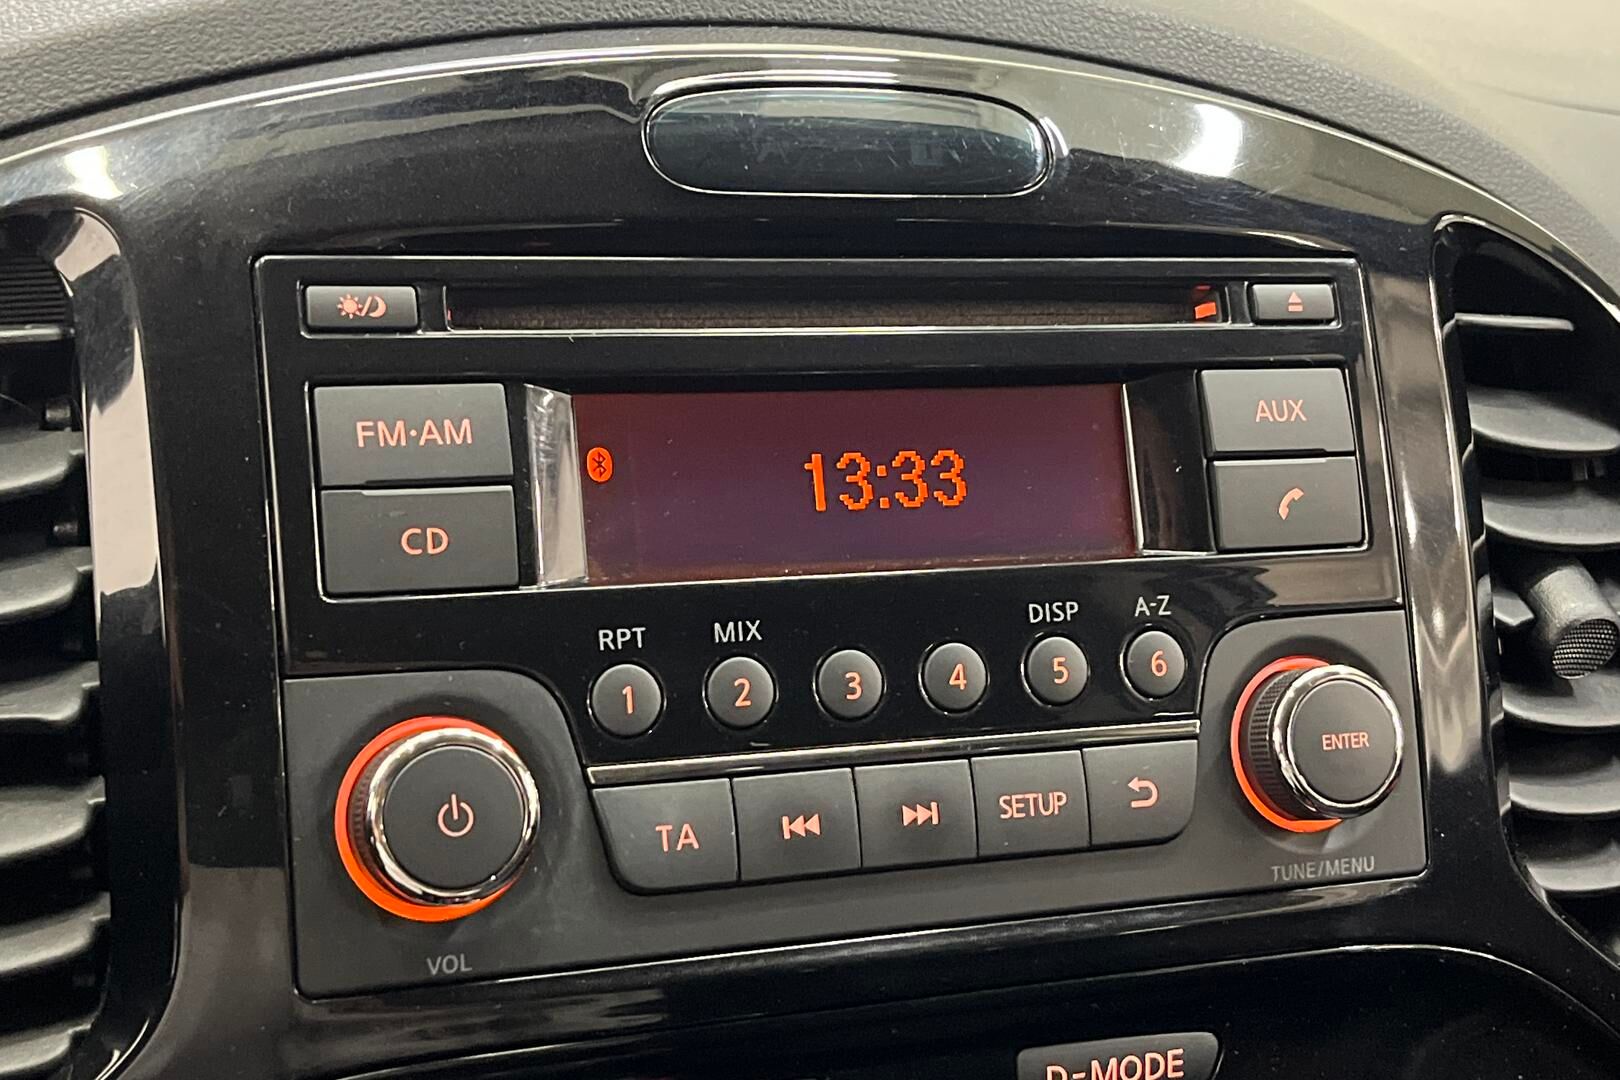 FM·AM
AUX
13:33
CD
RPT
MIX
DISP
A-Z
1
2
3
4
5
6
ENTER
TA
SETUP
TUNE/MENU
VOL
D-MODE